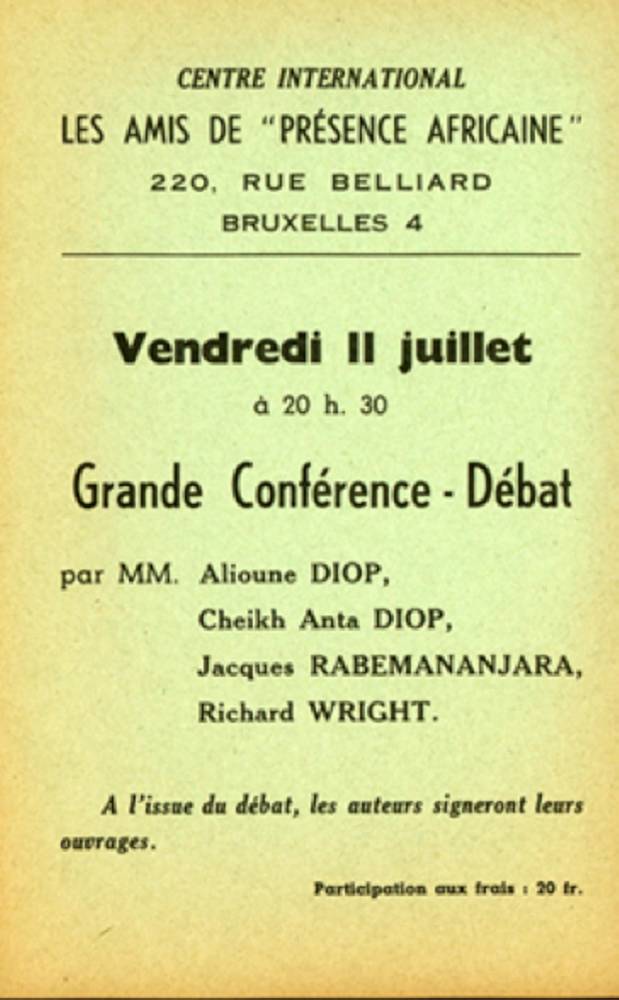 CENTRE INTERNATIONAL
LES AMIS DE "PRÉSENCE AFRICAINE"
220, RUE BELLIARD
BRUXELLES 4
Vendredi 11 juillet
à 20 h. 30
Grande Conférence - Débat
par MM. Alioune DIOP,
Cheikh Anta DIOP,
Jacques RABEMANANJARA,
Richard WRIGHT.
A l'issue du débat, les auteurs signeront leurs
ouvrages.
Participation aux frais : 20 fr.